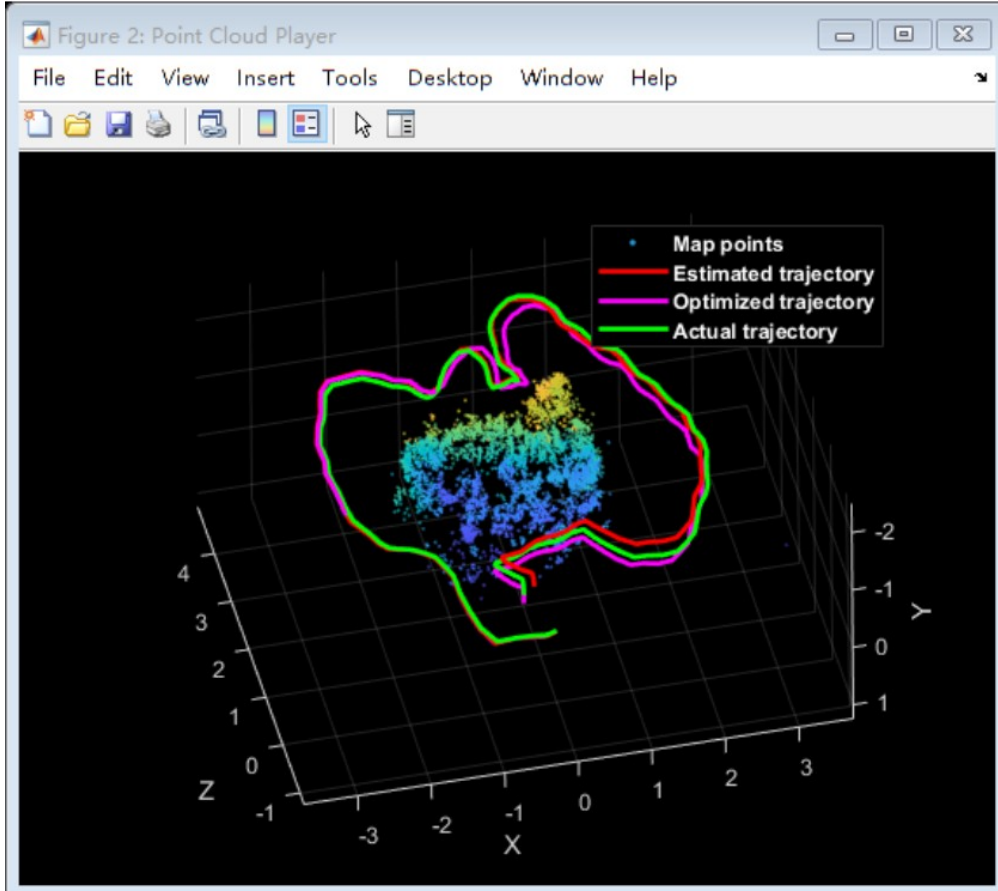 Figure 2: Point Cloud Player
File Edit View Insert Tools Desktop Window Help
Map points
Estimated trajectory
Optimized trajectory
Actual trajectory
4
3
2
1
0
-1
Z
-3
-2
-1
0
1
2
3
X
-2
-1
0
1
Y